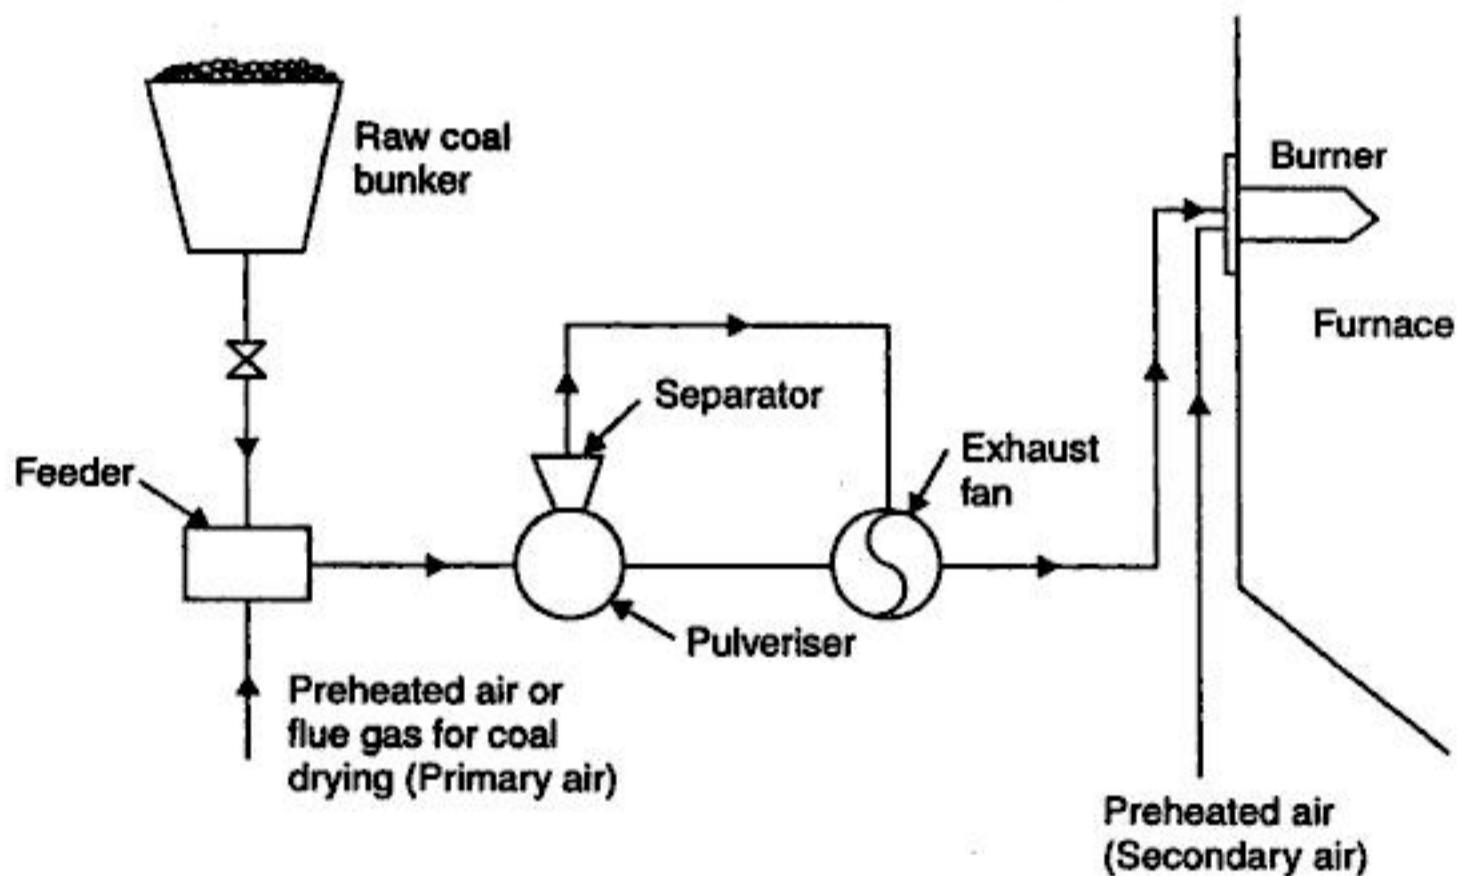 Raw coal
bunker
Burner
Furnace
Separator
Exhaust
fan
Feeder
Pulveriser
Preheated air or
flue gas for coal
drying (Primary air)
Preheated air
(Secondary air)